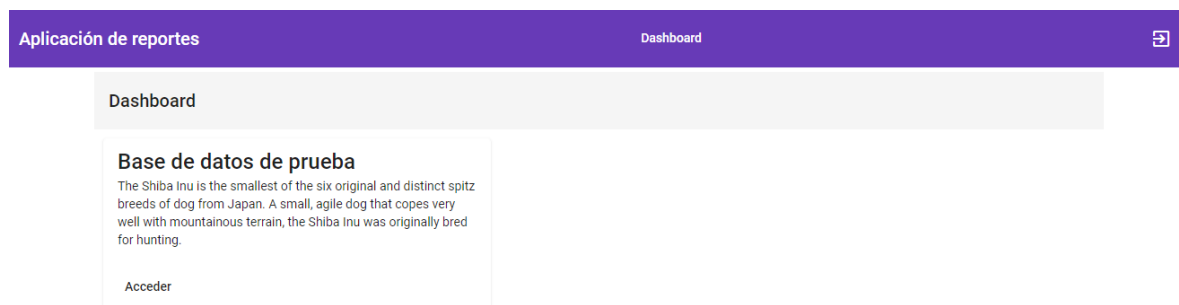 Aplicación de reportes
Dashboard
Dashboard
Base de datos de prueba
The Shiba Inu is the smallest of the six original and distinct spitz
breeds of dog from Japan. A small, agile dog that copes very
well with mountainous terrain, the Shiba Inu was originally bred
for hunting.
Acceder